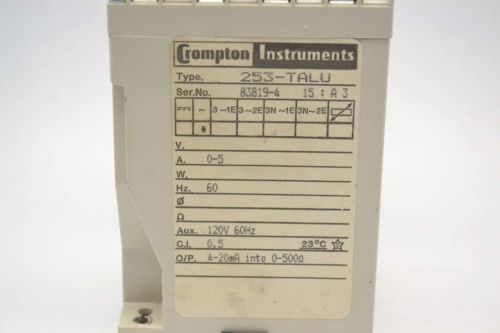 Crompton Instruments
Type. 253-TALU
Ser.No. 83819-4 15 : A 3
~ 3~1E 3~2E 3N~1E 3N~2E
*
V.
A. 0-5
W.
Hz. 60
Ø
Ω
Aux. 120V 60Hz
C.I. 0.5 23°C
O/P. 4-20mA into 0-500Ω